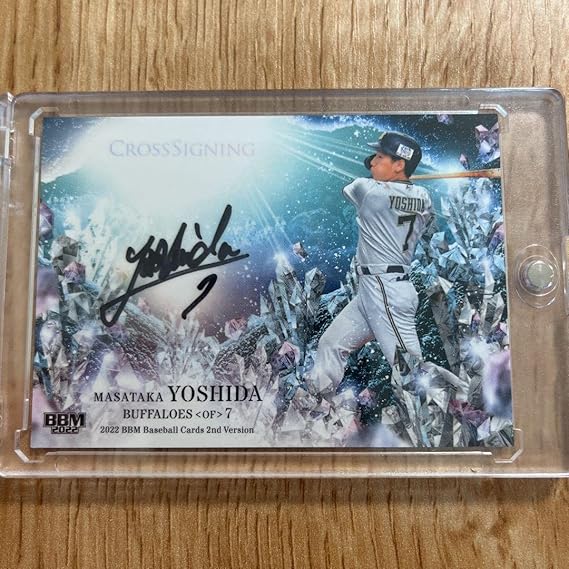 CROSSSIGNING
YOSHIDA
7
Yoshida
7
MASATAKA YOSHIDA
BUFFALOES <OF> 7
BBM
2022
2022 BBM Baseball Cards 2nd Version